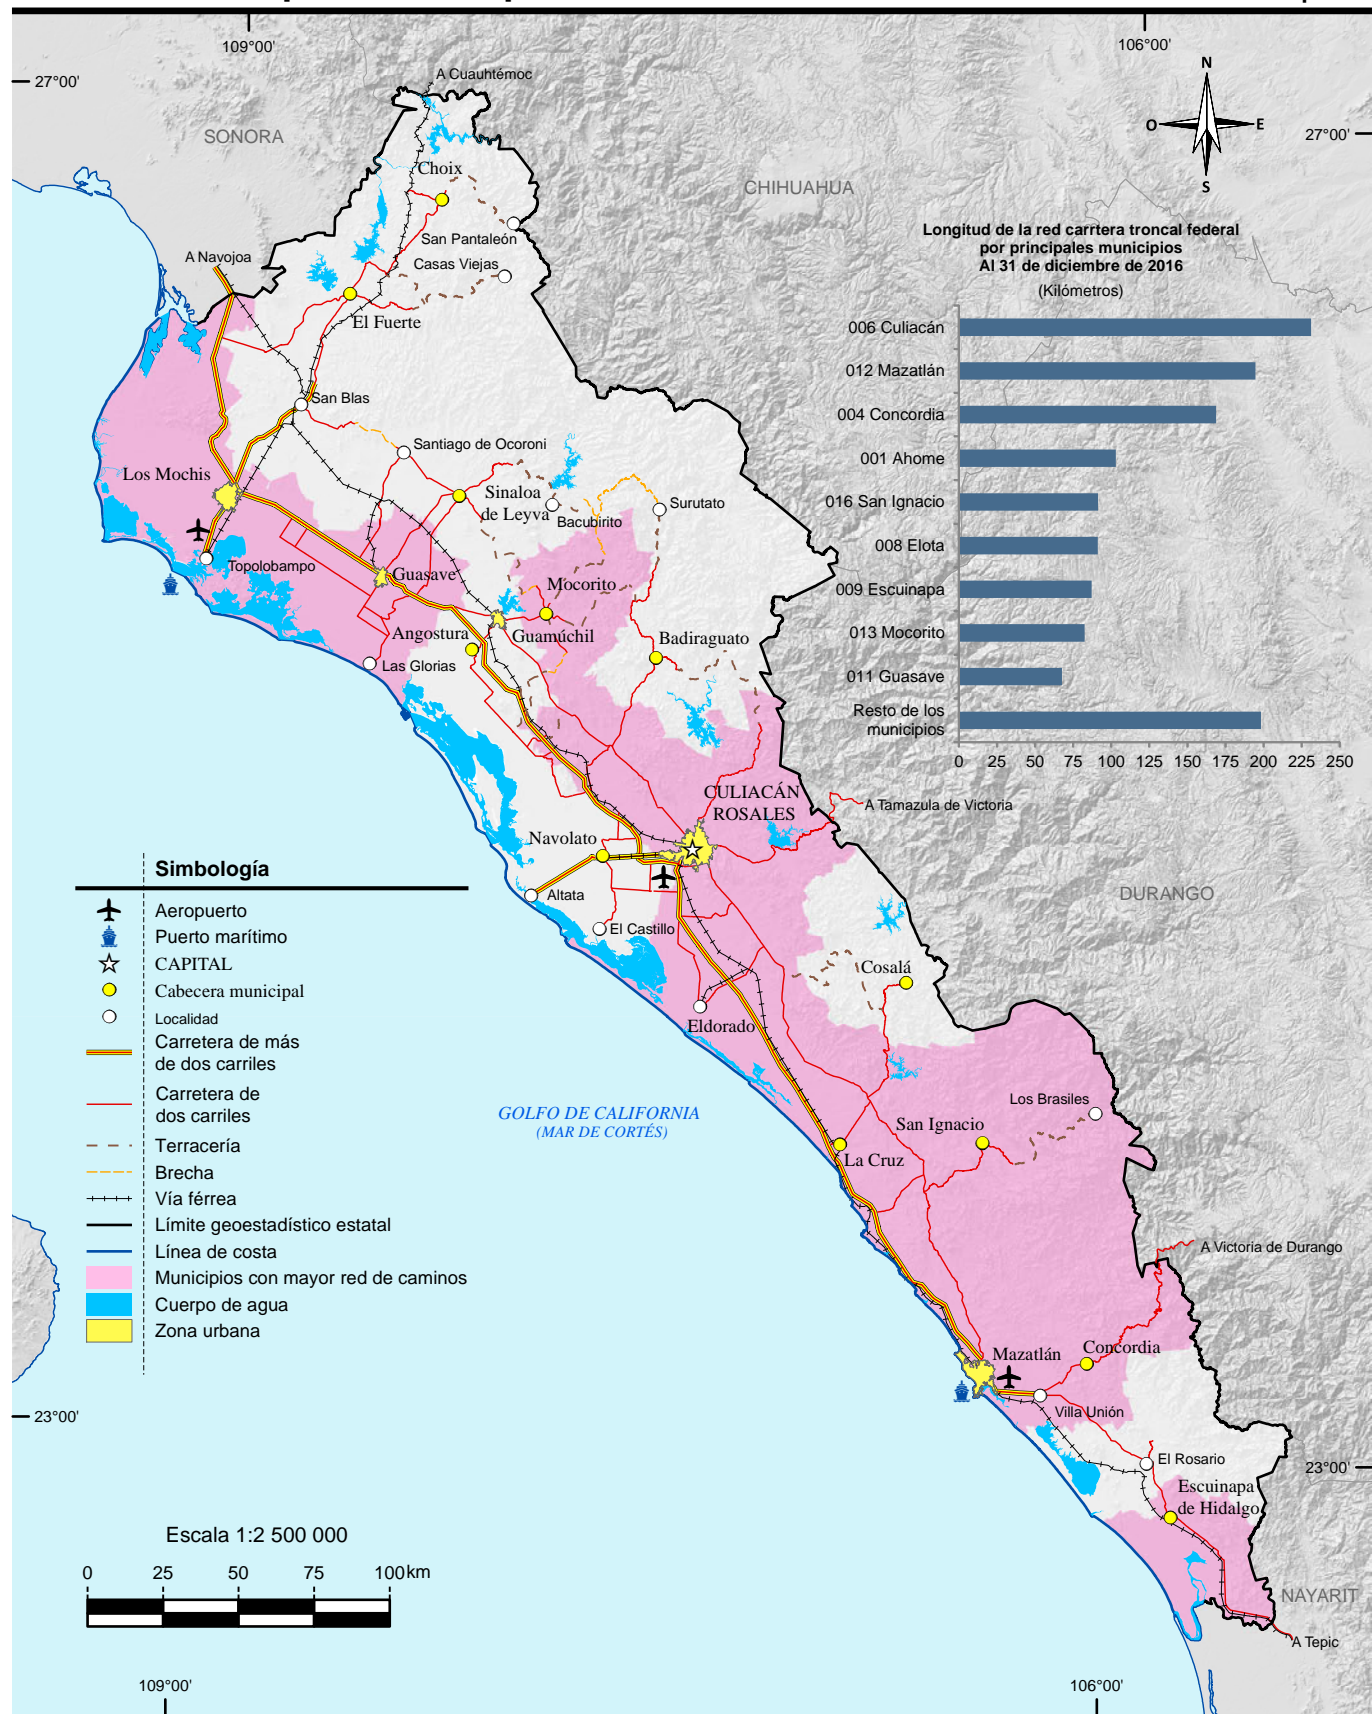 109°00'
106°00'
27°00'
A Cuauhtémoc
N
O
E
S
27°00'
SONORA
Choix
CHIHUAHUA
San Pantaleón
A Navojoa
Casas Viejas
El Fuerte
San Blas
Santiago de Ocoroni
Los Mochis
Sinaloa
de Leyva
Bacubirito
Surutato
Topolobampo
Guasave
Mocorito
Angostura
Guamúchil
Badiraguato
Las Glorias
Longitud de la red carrtera troncal federal
por principales municipios
Al 31 de diciembre de 2016
(Kilómetros)
006 Culiacán
012 Mazatlán
004 Concordia
001 Ahome
016 San Ignacio
008 Elota
009 Escuinapa
013 Mocorito
011 Guasave
Resto de los
municipios
0 25 50 75 100 125 150 175 200 225 250
CULIACÁN
ROSALES
A Tamazula de Victoria
Navolato
Altata
El Castillo
DURANGO
Cosalá
Eldorado
Simbología
Aeropuerto
Puerto marítimo
CAPITAL
Cabecera municipal
Localidad
Carretera de más
de dos carriles
Carretera de
dos carriles
Terracería
Brecha
Vía férrea
Límite geoestadístico estatal
Línea de costa
Municipios con mayor red de caminos
Cuerpo de agua
Zona urbana
GOLFO DE CALIFORNIA
(MAR DE CORTÉS)
Los Brasiles
San Ignacio
La Cruz
A Victoria de Durango
Mazatlán
Concordia
Villa Unión
23°00'
El Rosario
23°00'
Escuinapa
de Hidalgo
NAYARIT
A Tepic
Escala 1:2 500 000
0 25 50 75 100 km
109°00'
106°00'